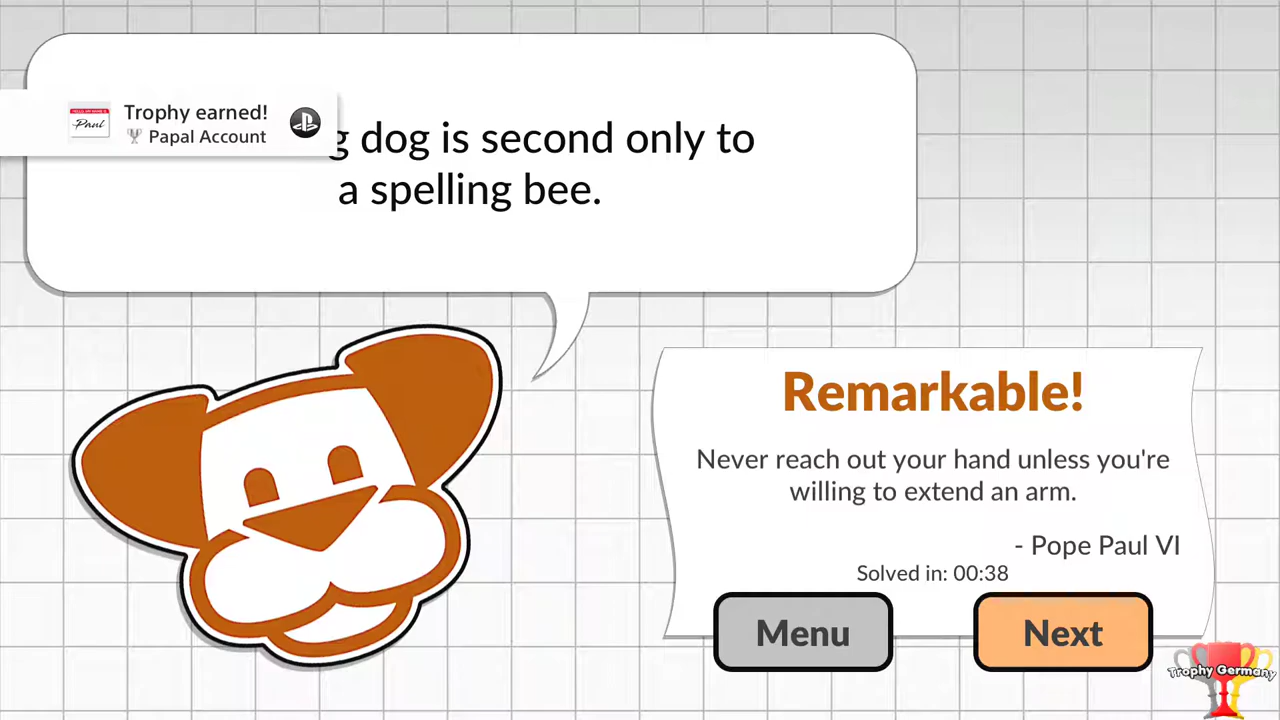 Trophy earned!
Papal Account
Paul
dog is second only to
a spelling bee.
Remarkable!
Never reach out your hand unless you're
willing to extend an arm.
- Pope Paul VI
Solved in: 00:38
Menu
Next
Trophy Germany